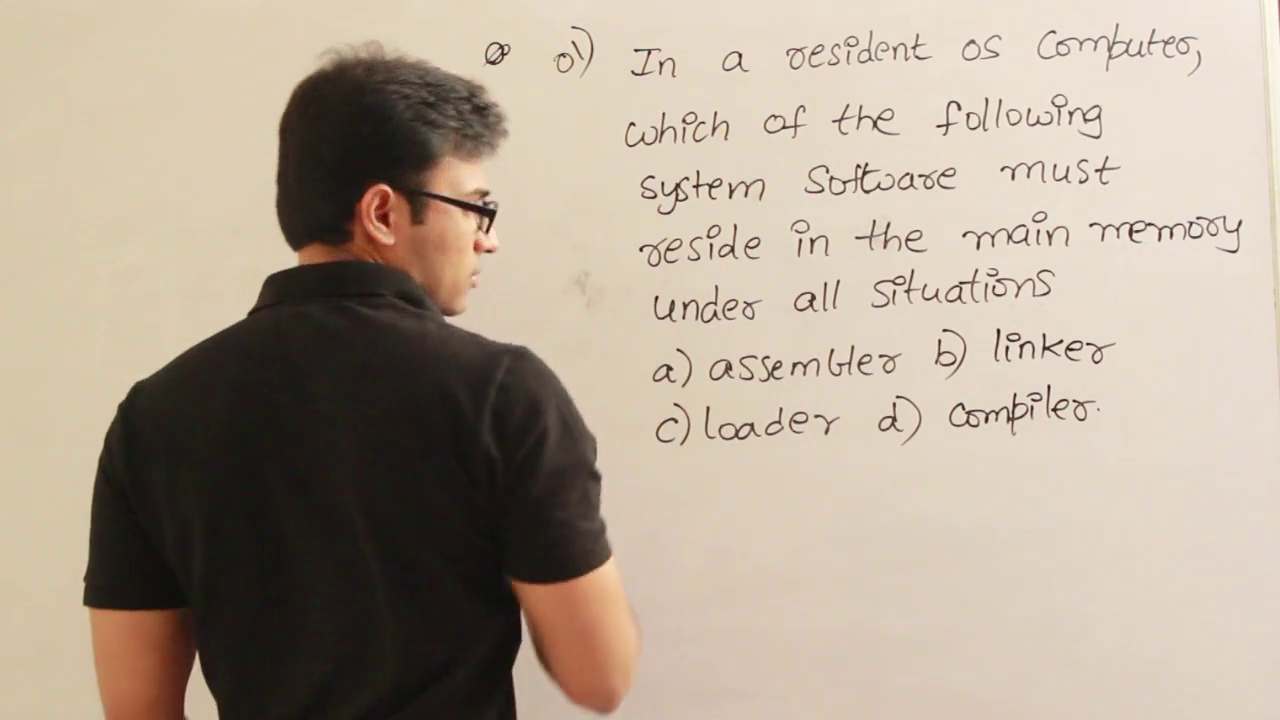 01) In a resident os Computer,
which of the following
system Software must
reside in the main memory
under all situations
a) assembler b) linker
c) loader d) compiler.